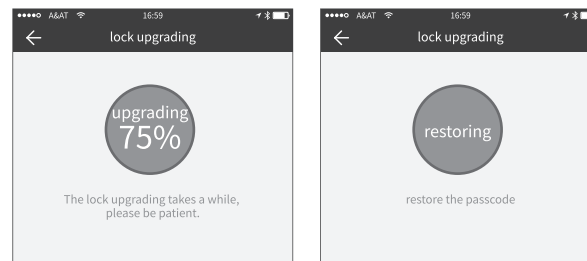 A&AT 16:59
lock upgrading
upgrading
75%
The lock upgrading takes a while,
please be patient.
A&AT 16:59
lock upgrading
restoring
restore the passcode